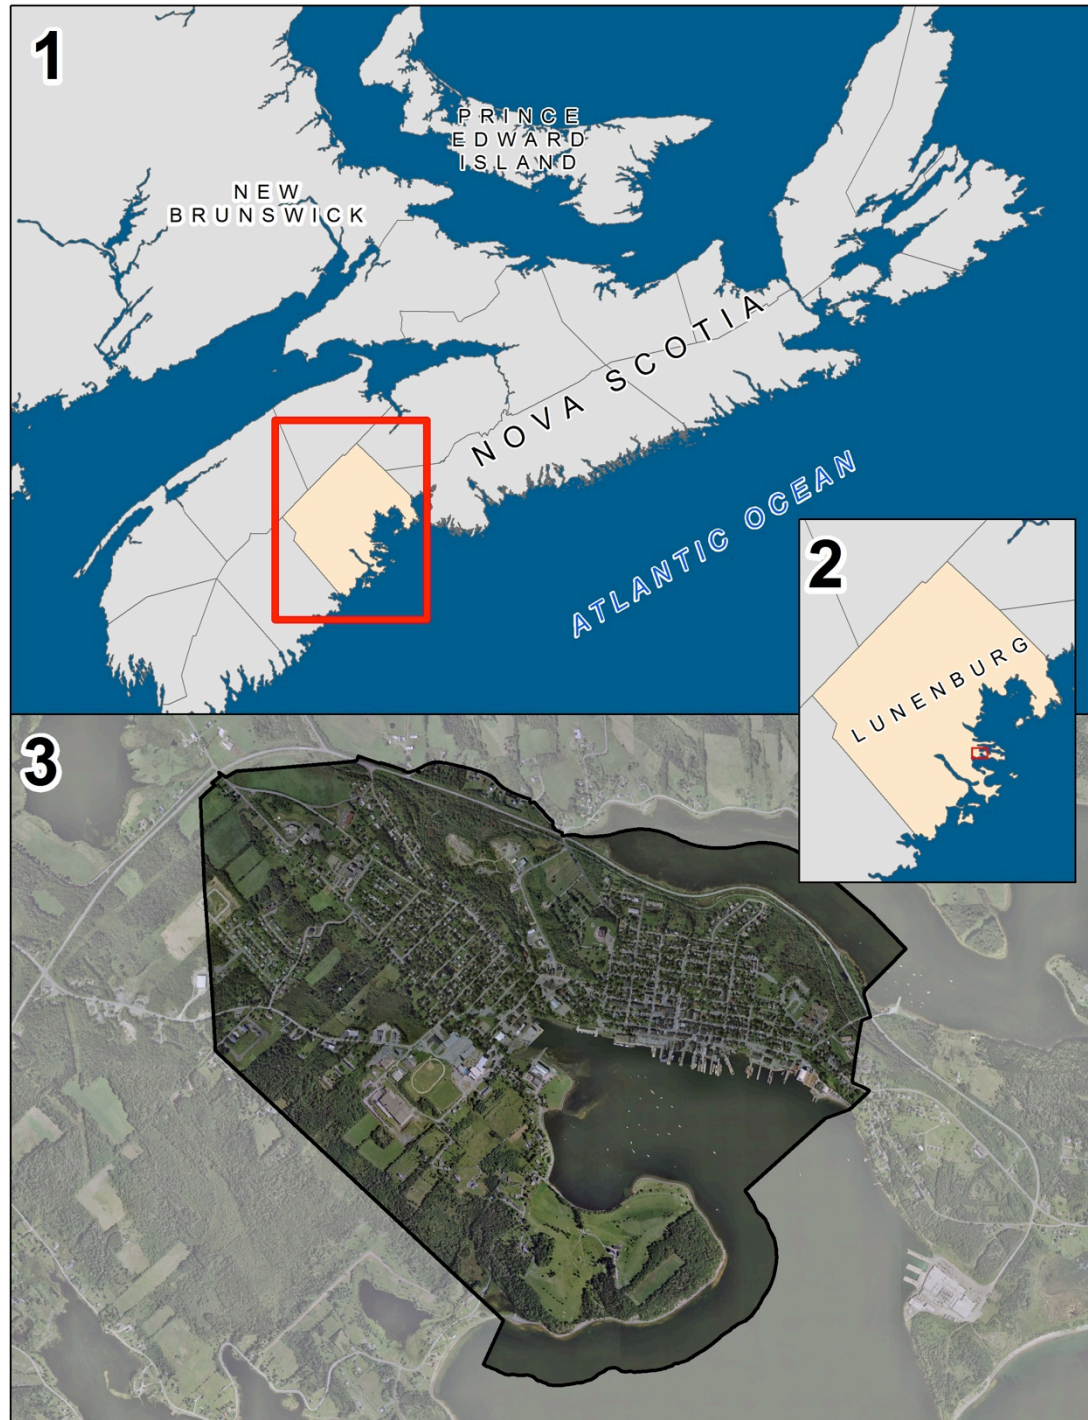 1
PRINCE
EDWARD
ISLAND
NEW
BRUNSWICK
NOVA SCOTIA
ATLANTIC OCEAN
2
LUNENBURG
3